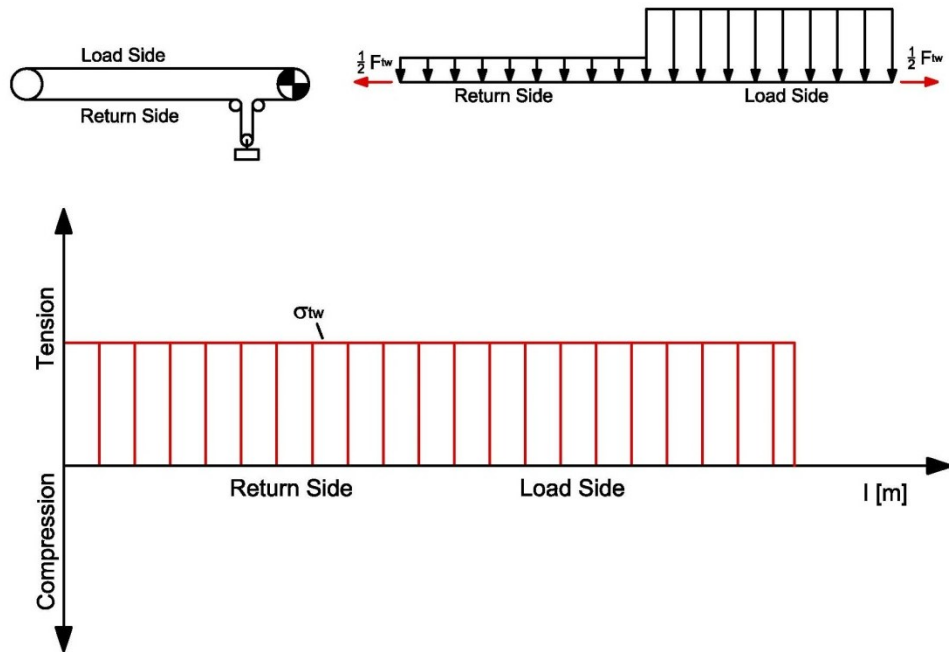 Load Side
Return Side
½ Ftw
½ Ftw
Return Side
Load Side
Tension
σtw
Return Side
Load Side
l [m]
Compression